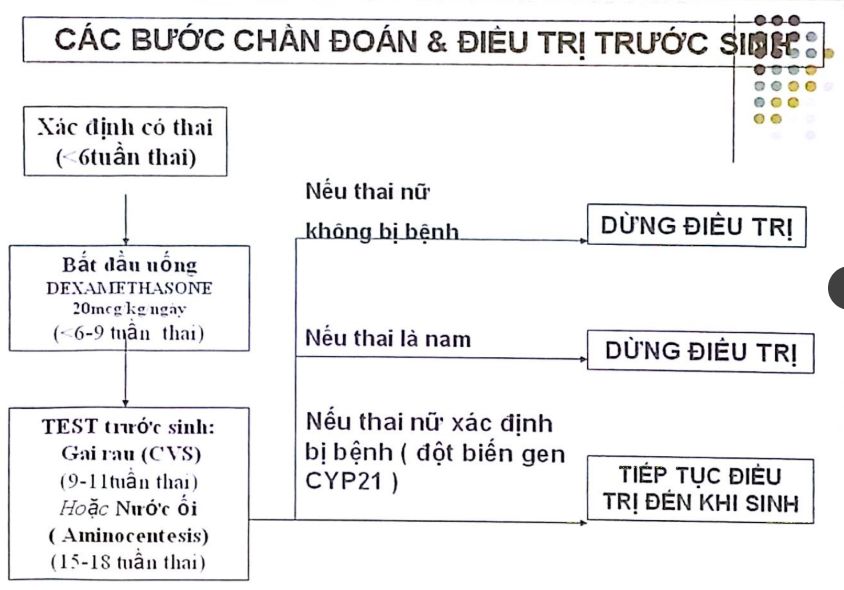 CÁC BƯỚC CHÀN ĐOÁN & ĐIỀU TRỊ TRƯỚC SINH
Xác định có thai
(<6tuần thai)
Bắt đầu uống
DEXAMETHASONE
20mcg/kg/ngày
(<6-9 tuần thai)
TEST trước sinh:
Gai rau (CVS)
(9-11tuần thai)
Hoặc Nước ối
( Aminocentesis)
(15-18 tuần thai)
Nếu thai nữ
không bị bệnh
DỪNG ĐIỀU TRỊ
Nếu thai là nam
DỪNG ĐIỀU TRỊ
Nếu thai nữ xác định
bị bệnh ( đột biến gen
CYP21 )
TIẾP TỤC ĐIỀU
TRỊ ĐẾN KHI SINH